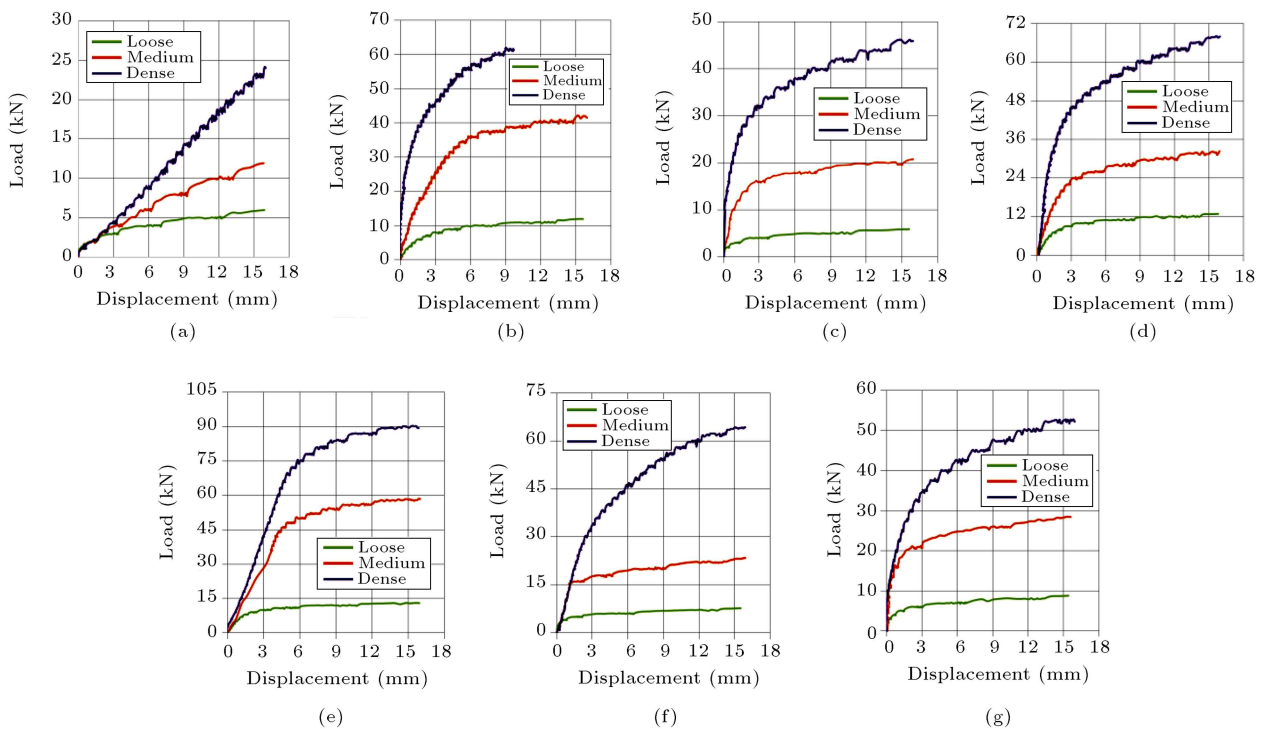 Load (kN)
30
25
20
15
10
5
0
Loose
Medium
Dense
0 3 6 9 12 15 18
Displacement (mm)
(a)
Load (kN)
70
60
50
40
30
20
10
0
Loose
Medium
Dense
0 3 6 9 12 15 18
Displacement (mm)
(b)
Load (kN)
50
40
30
20
10
0
Loose
Medium
Dense
0 3 6 9 12 15 18
Displacement (mm)
(c)
Load (kN)
72
60
48
36
24
12
0
Loose
Medium
Dense
0 3 6 9 12 15 18
Displacement (mm)
(d)
Load (kN)
105
90
75
60
45
30
15
0
Loose
Medium
Dense
0 3 6 9 12 15 18
Displacement (mm)
(e)
Load (kN)
75
60
45
30
15
0
Loose
Medium
Dense
0 3 6 9 12 15 18
Displacement (mm)
(f)
Load (kN)
60
50
40
30
20
10
0
Loose
Medium
Dense
0 3 6 9 12 15 18
Displacement (mm)
(g)